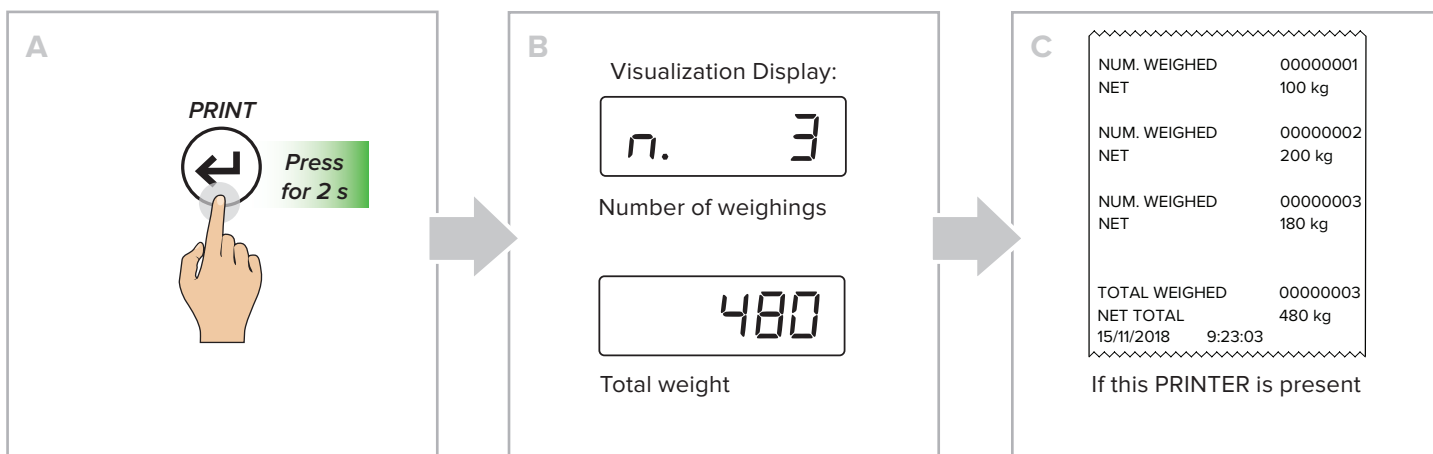 A
PRINT
Press
for 2 s
B
Visualization Display:
n. 3
Number of weighings
480
Total weight
C
NUM. WEIGHED 00000001
NET 100 kg
NUM. WEIGHED 00000002
NET 200 kg
NUM. WEIGHED 00000003
NET 180 kg
TOTAL WEIGHED 00000003
NET TOTAL 480 kg
15/11/2018 9:23:03
If this PRINTER is present